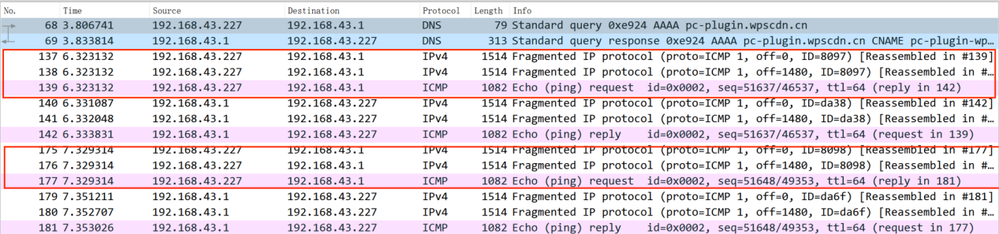 No. Time Source Destination Protocol Length Info
68 3.806741 192.168.43.227 192.168.43.1 DNS 79 Standard query 0xe924 AAAA pc-plugin.wpscdn.cn
69 3.833814 192.168.43.1 192.168.43.227 DNS 313 Standard query response 0xe924 AAAA pc-plugin.wpscdn.cn CNAME pc-plugin-wp…
137 6.323132 192.168.43.227 192.168.43.1 IPv4 1514 Fragmented IP protocol (proto=ICMP 1, off=0, ID=8097) [Reassembled in #139]
138 6.323132 192.168.43.227 192.168.43.1 IPv4 1514 Fragmented IP protocol (proto=ICMP 1, off=1480, ID=8097) [Reassembled in #…
139 6.323132 192.168.43.227 192.168.43.1 ICMP 1082 Echo (ping) request id=0x0002, seq=51637/46537, ttl=64 (reply in 142)
140 6.331087 192.168.43.1 192.168.43.227 IPv4 1514 Fragmented IP protocol (proto=ICMP 1, off=0, ID=da38) [Reassembled in #142]
141 6.332048 192.168.43.1 192.168.43.227 IPv4 1514 Fragmented IP protocol (proto=ICMP 1, off=1480, ID=da38) [Reassembled in #…
142 6.333831 192.168.43.1 192.168.43.227 ICMP 1082 Echo (ping) reply id=0x0002, seq=51637/46537, ttl=64 (request in 139)
175 7.329314 192.168.43.227 192.168.43.1 IPv4 1514 Fragmented IP protocol (proto=ICMP 1, off=0, ID=8098) [Reassembled in #177]
176 7.329314 192.168.43.227 192.168.43.1 IPv4 1514 Fragmented IP protocol (proto=ICMP 1, off=1480, ID=8098) [Reassembled in #…
177 7.329314 192.168.43.227 192.168.43.1 ICMP 1082 Echo (ping) request id=0x0002, seq=51648/49353, ttl=64 (reply in 181)
179 7.351211 192.168.43.1 192.168.43.227 IPv4 1514 Fragmented IP protocol (proto=ICMP 1, off=0, ID=da6f) [Reassembled in #181]
180 7.352707 192.168.43.1 192.168.43.227 IPv4 1514 Fragmented IP protocol (proto=ICMP 1, off=1480, ID=da6f) [Reassembled in #…
181 7.353026 192.168.43.1 192.168.43.227 ICMP 1082 Echo (ping) reply id=0x0002, seq=51648/49353, ttl=64 (request in 177)